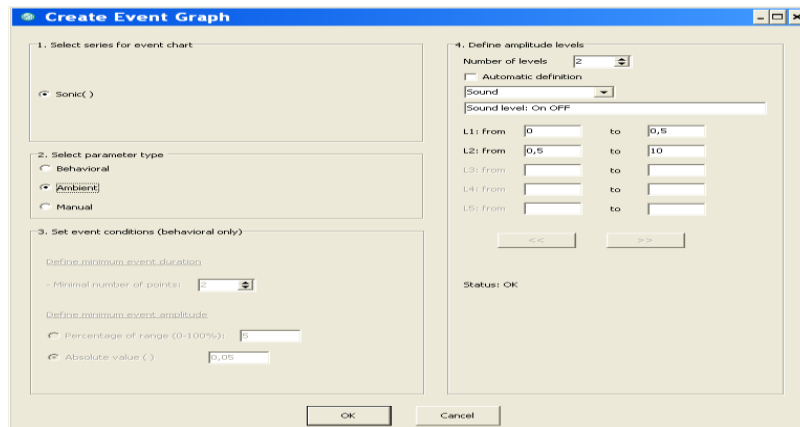 Create Event Graph
1. Select series for event chart
Sonic( )
2. Select parameter type
Behavioral
Ambient
Manual
3. Set event conditions (behavioral only)
Define minimum event duration
- Minimal number of points: 2
Define minimum event amplitude
Percentage of range (0-100%): 5
Absolute value ( ) 0,05
4. Define amplitude levels
Number of levels 2
Automatic definition
Sound
Sound level: On OFF
L1: from 0 to 0,5
L2: from 0,5 to 10
L3: from to
L4: from to
L5: from to
<< >>
Status: OK
OK Cancel